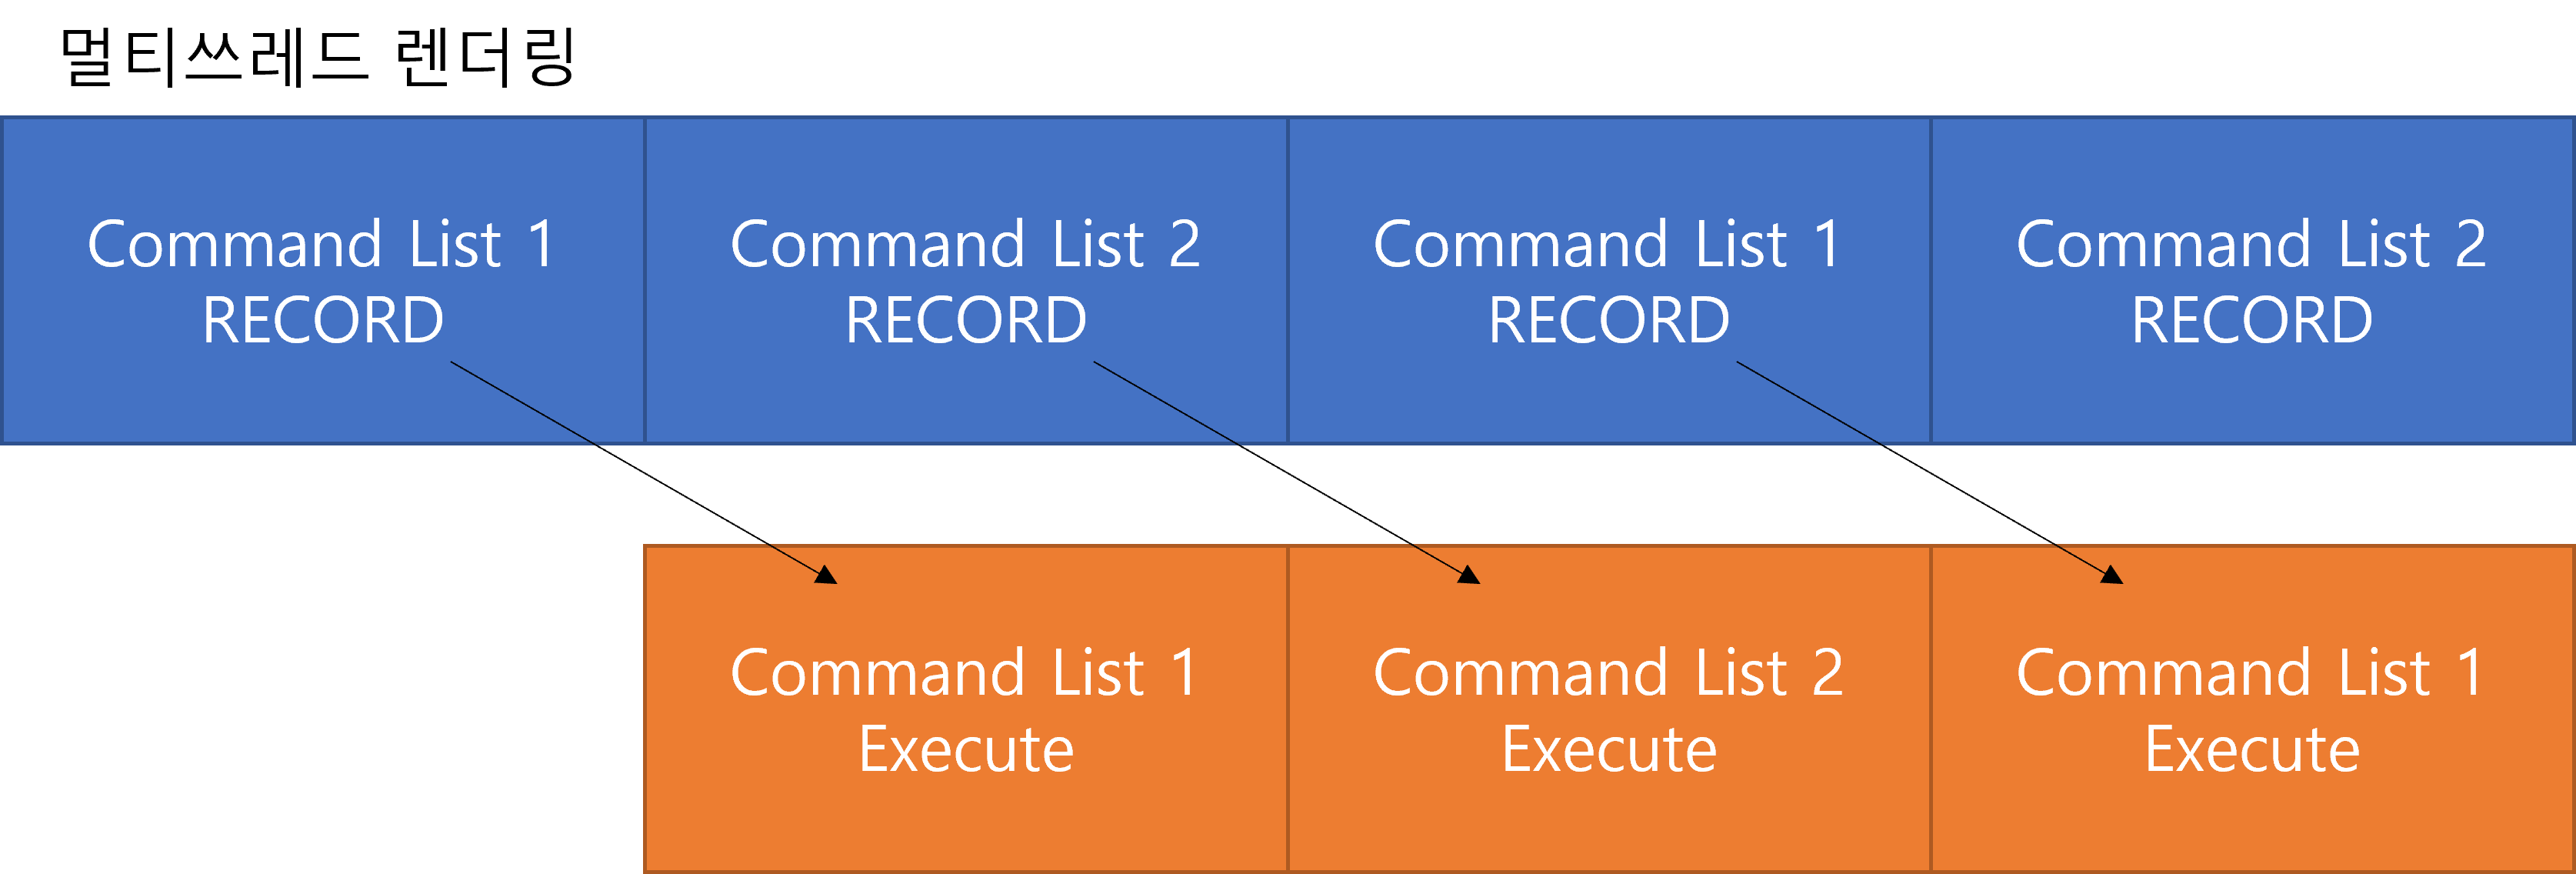 멀티쓰레드 렌더링
Command List 1
RECORD
Command List 2
RECORD
Command List 1
RECORD
Command List 2
RECORD
Command List 1
Execute
Command List 2
Execute
Command List 1
Execute